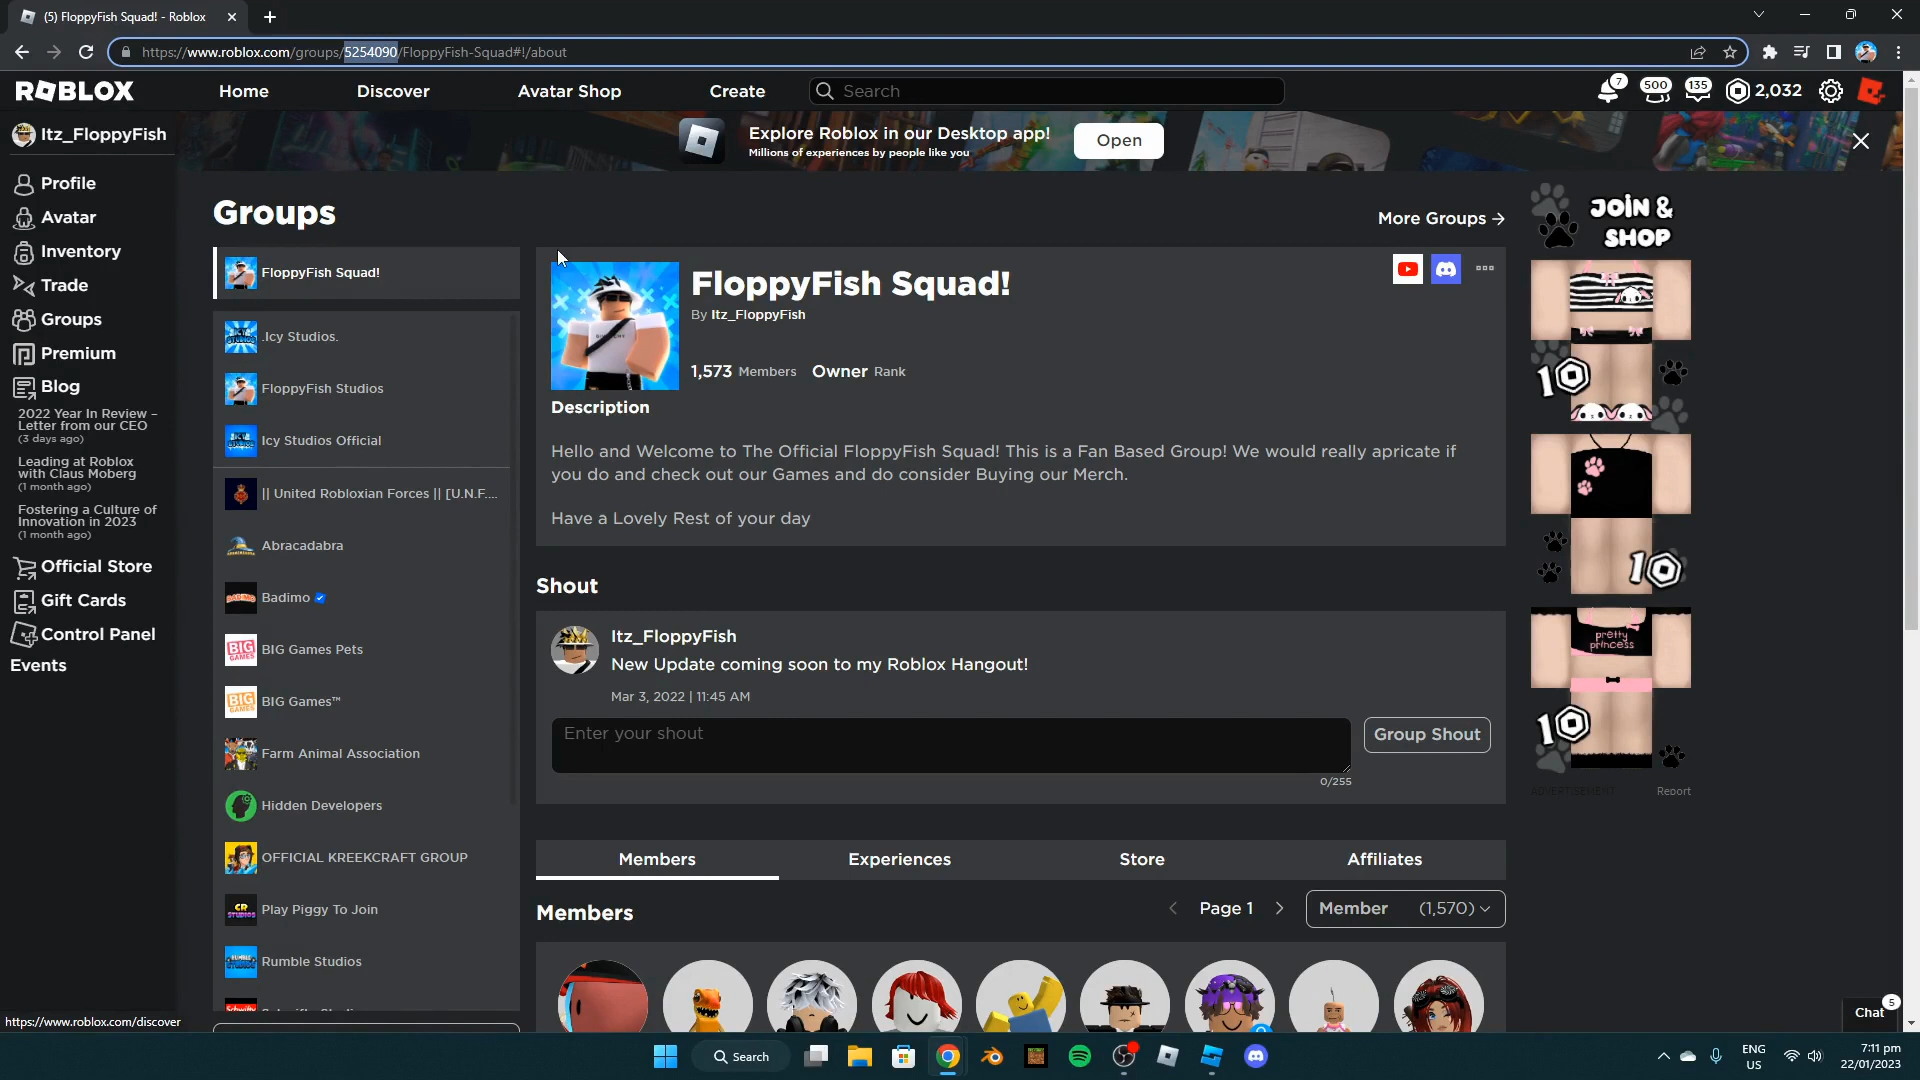 (5) FloppyFish Squad! - Roblox
https://www.roblox.com/groups/5254090/FloppyFish-Squad#!/about
ROBLOX
Home
Discover
Avatar Shop
Create
Search
7
500
135
2,032
Itz_FloppyFish
Explore Roblox in our Desktop app!
Millions of experiences by people like you
Open
Profile
Avatar
Inventory
Trade
Groups
Premium
Blog
2022 Year In Review –
Letter from our CEO
(3 days ago)
Leading at Roblox
with Claus Moberg
(1 month ago)
Fostering a Culture of
Innovation in 2023
(1 month ago)
Official Store
Gift Cards
Control Panel
Events
Groups
More Groups →
FloppyFish Squad!
.Icy Studios.
FloppyFish Studios
Icy Studios Official
|| United Robloxian Forces || [U.N.F....
Abracadabra
Badimo
BIG Games Pets
BIG Games™
Farm Animal Association
Hidden Developers
OFFICIAL KREEKCRAFT GROUP
Play Piggy To Join
Rumble Studios
FloppyFish Squad!
By Itz_FloppyFish
1,573 Members Owner Rank
Description
Hello and Welcome to The Official FloppyFish Squad! This is a Fan Based Group! We would really apricate if
you do and check out our Games and do consider Buying our Merch.
Have a Lovely Rest of your day
Shout
Itz_FloppyFish
New Update coming soon to my Roblox Hangout!
Mar 3, 2022 | 11:45 AM
Enter your shout
Group Shout
0/255
Members
Experiences
Store
Affiliates
Members
Page 1
Member (1,570)
JOIN &
SHOP
10
10
pretty
princess
10
ADVERTISEMENT
Report
Chat
5
https://www.roblox.com/discover
Search
ENG
US
7:11 pm
22/01/2023